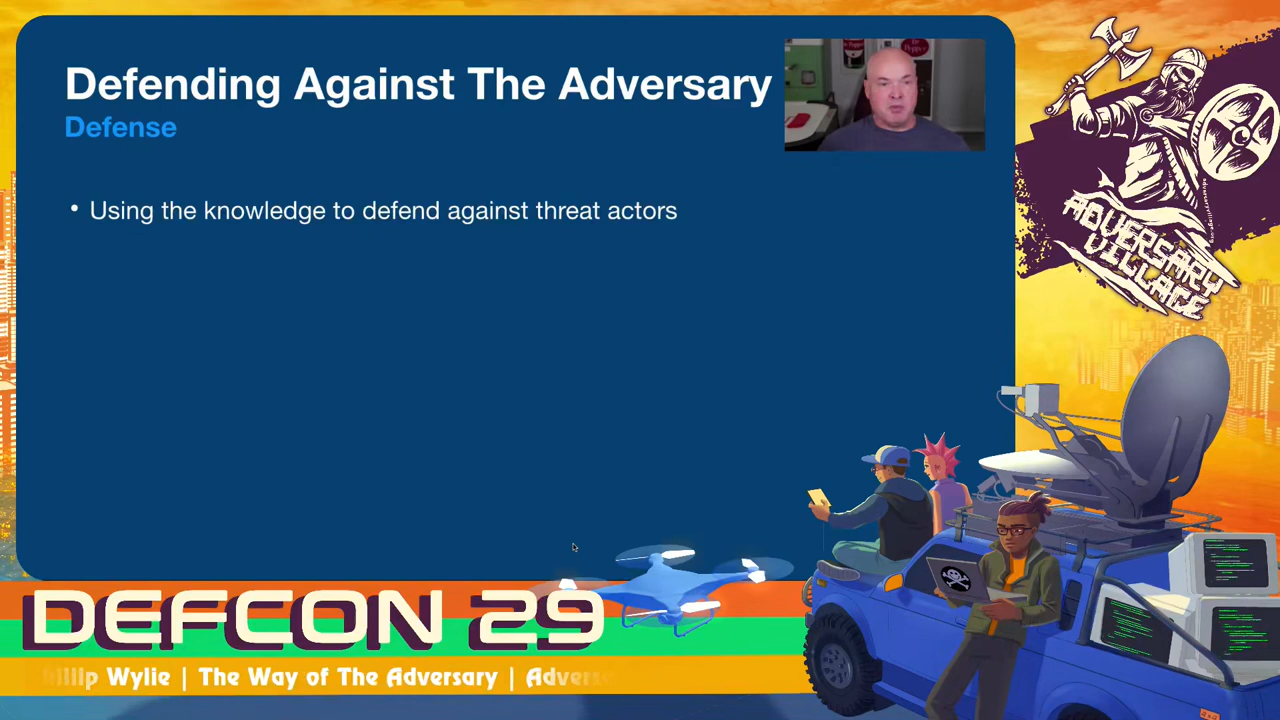 Defending Against The Adversary
Defense
• Using the knowledge to defend against threat actors
ADVERSARY
VILLAGE
DEFCON 29
Wylie | The Way of The Adversary |